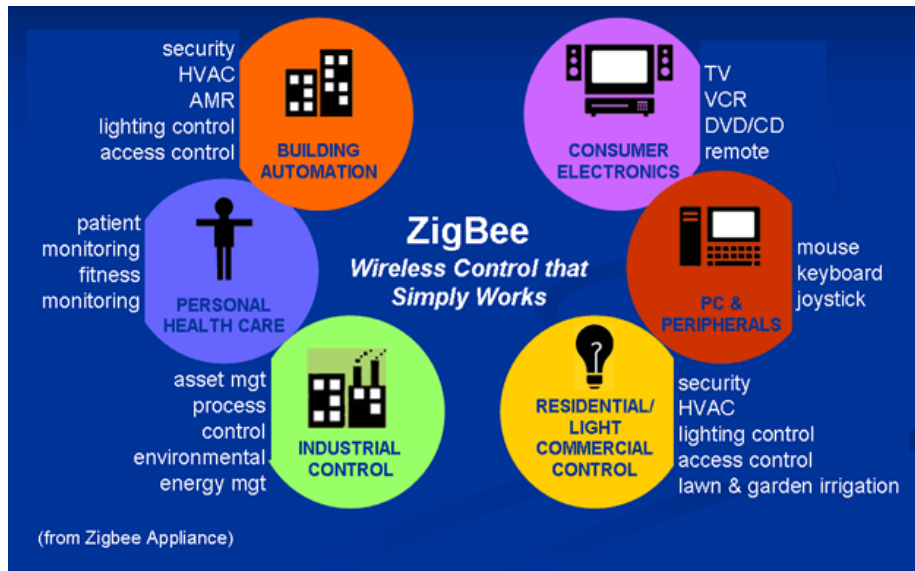 security
HVAC
AMR
lighting control
access control
BUILDING
AUTOMATION
CONSUMER
ELECTRONICS
TV
VCR
DVD/CD
remote
patient
monitoring
fitness
monitoring
PERSONAL
HEALTH CARE
ZigBee
Wireless Control that
Simply Works
PC &
PERIPHERALS
mouse
keyboard
joystick
asset mgt
process
control
environmental
energy mgt
INDUSTRIAL
CONTROL
?
RESIDENTIAL/
LIGHT
COMMERCIAL
CONTROL
security
HVAC
lighting control
access control
lawn & garden irrigation
(from Zigbee Appliance)